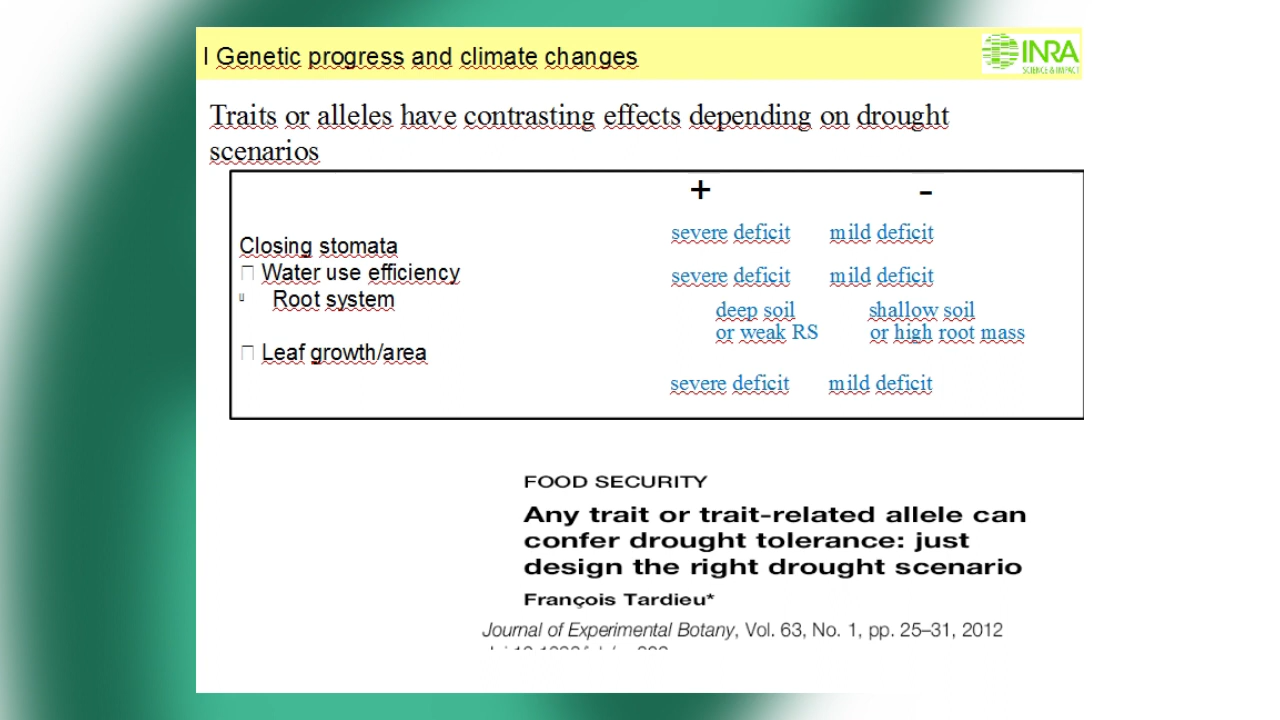 I Genetic progress and climate changes
INRA
SCIENCE & IMPACT
Traits or alleles have contrasting effects depending on drought
scenarios
+ -
severe deficit mild deficit
Closing stomata
Water use efficiency severe deficit mild deficit
Root system
deep soil shallow soil
or weak RS or high root mass
Leaf growth/area
severe deficit mild deficit
FOOD SECURITY
Any trait or trait-related allele can
confer drought tolerance: just
design the right drought scenario
François Tardieu*
Journal of Experimental Botany, Vol. 63, No. 1, pp. 25–31, 2012